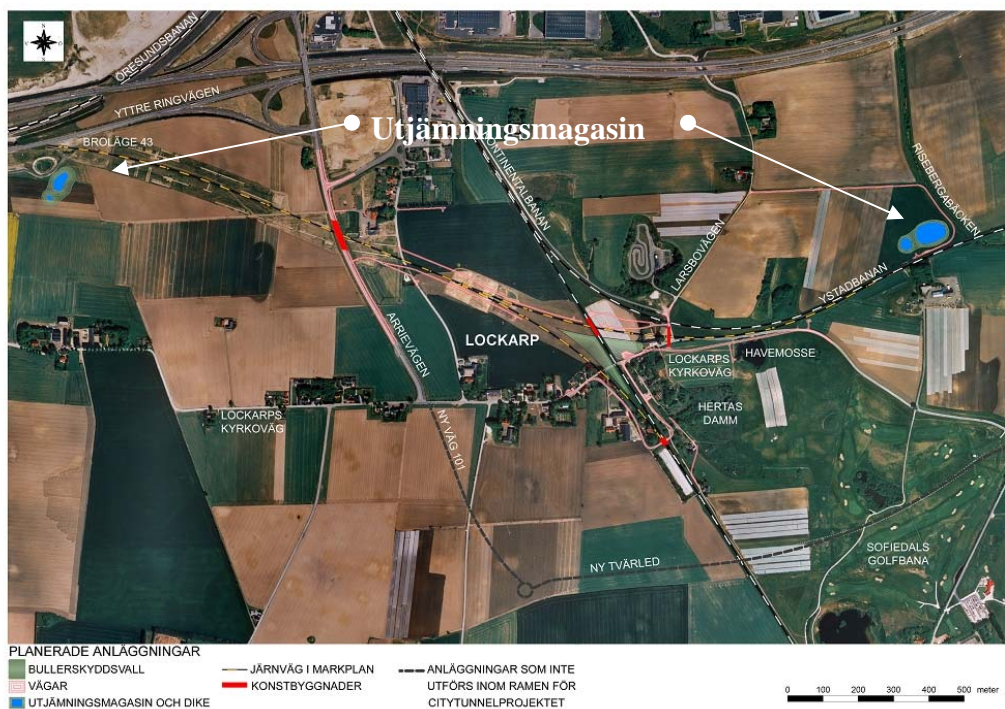 ÖRESUNDSBANAN
YTTRE RINGVÄGEN
BROLÄGE 43
Utjämningsmagasin
KONTINENTALBANAN
RISEBERGABÄCKEN
LARSBOVÄGEN
YSTADBANAN
ARRIEVÄGEN
LOCKARP
LOCKARPS
KYRKOVÄG
HAVEMOSSE
HERTAS
DAMM
LOCKARPS
KYRKOVÄG
NY VÄG 101
NY TVÄRLED
SOFIEDALS
GOLFBANA
PLANERADE ANLÄGGNINGAR
BULLERSKYDDSVALL
VÄGAR
UTJÄMNINGSMAGASIN OCH DIKE
JÄRNVÄG I MARKPLAN
KONSTBYGGNADER
ANLÄGGNINGAR SOM INTE
UTFÖRS INOM RAMEN FÖR
CITYTUNNELPROJEKTET
0 100 200 300 400 500 meter